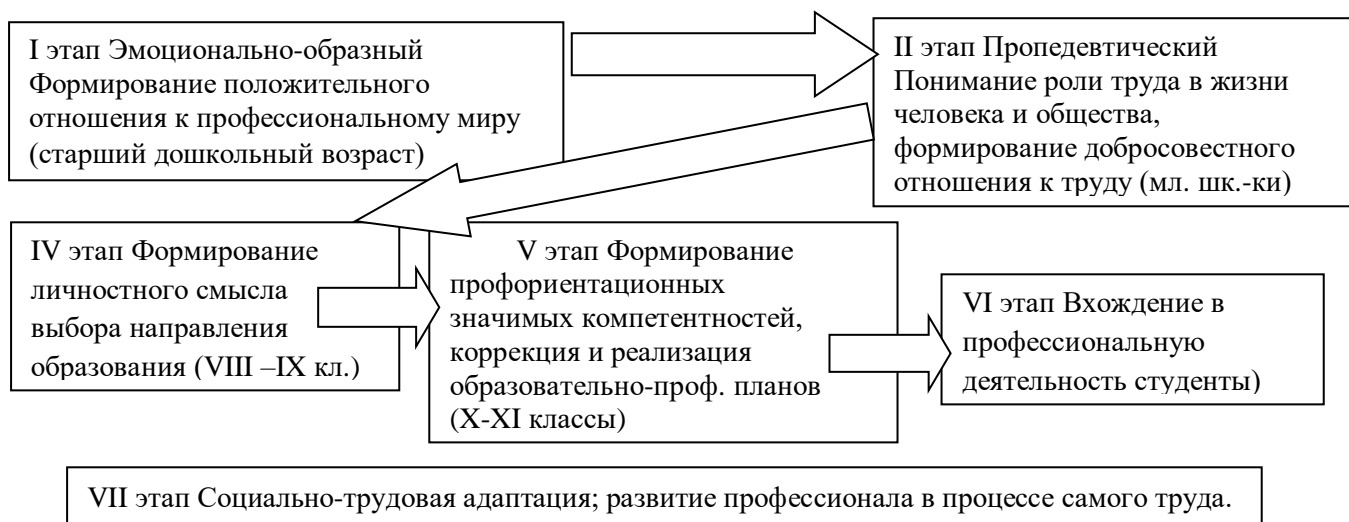 I этап Эмоционально-образный
Формирование положительного
отношения к профессиональному миру
(старший дошкольный возраст)
II этап Пропедевтический
Понимание роли труда в жизни
человека и общества,
формирование добросовестного
отношения к труду (мл. шк.-ки)
IV этап Формирование
личностного смысла
выбора направления
образования (VIII –IX кл.)
V этап Формирование
профориентационных
значимых компетентностей,
коррекция и реализация
образовательно-проф. планов
(X-XI классы)
VI этап Вхождение в
профессиональную
деятельность студенты)
VII этап Социально-трудовая адаптация; развитие профессионала в процессе самого труда.